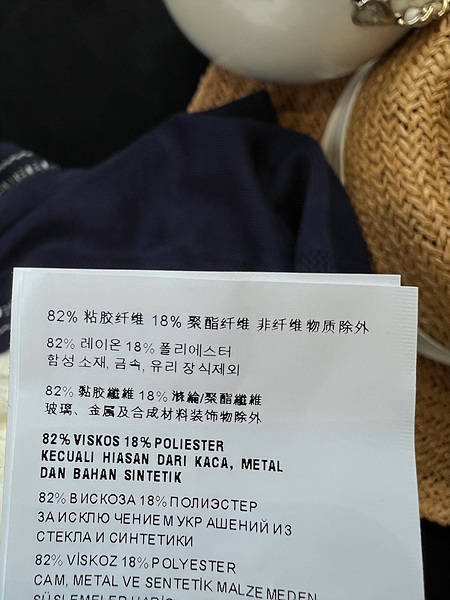 82% 粘胶纤维 18% 聚酯纤维 非纤维物质除外
82% 레이온 18% 폴리에스터
함성소재, 금속, 유리 장식제외
82% 黏胶纖維 18% 滌綸/聚酯纖維
玻璃、金属及合成材料装饰物除外
82% VISKOS 18% POLIESTER
KECUALI HIASAN DARI KACA, METAL
DAN BAHAN SINTETIK
82% ВИСКОЗА 18% ПОЛИЭСТЕР
ЗА ИСКЛЮ ЧЕНИЕМ УКР АШЕНИЙ ИЗ
СТЕКЛА И СИНТЕТИКИ
82% VİSKOZ 18% POLYESTER
CAM, METAL VE SENTETİK MALZEMEDEN
SÜSLEMELER